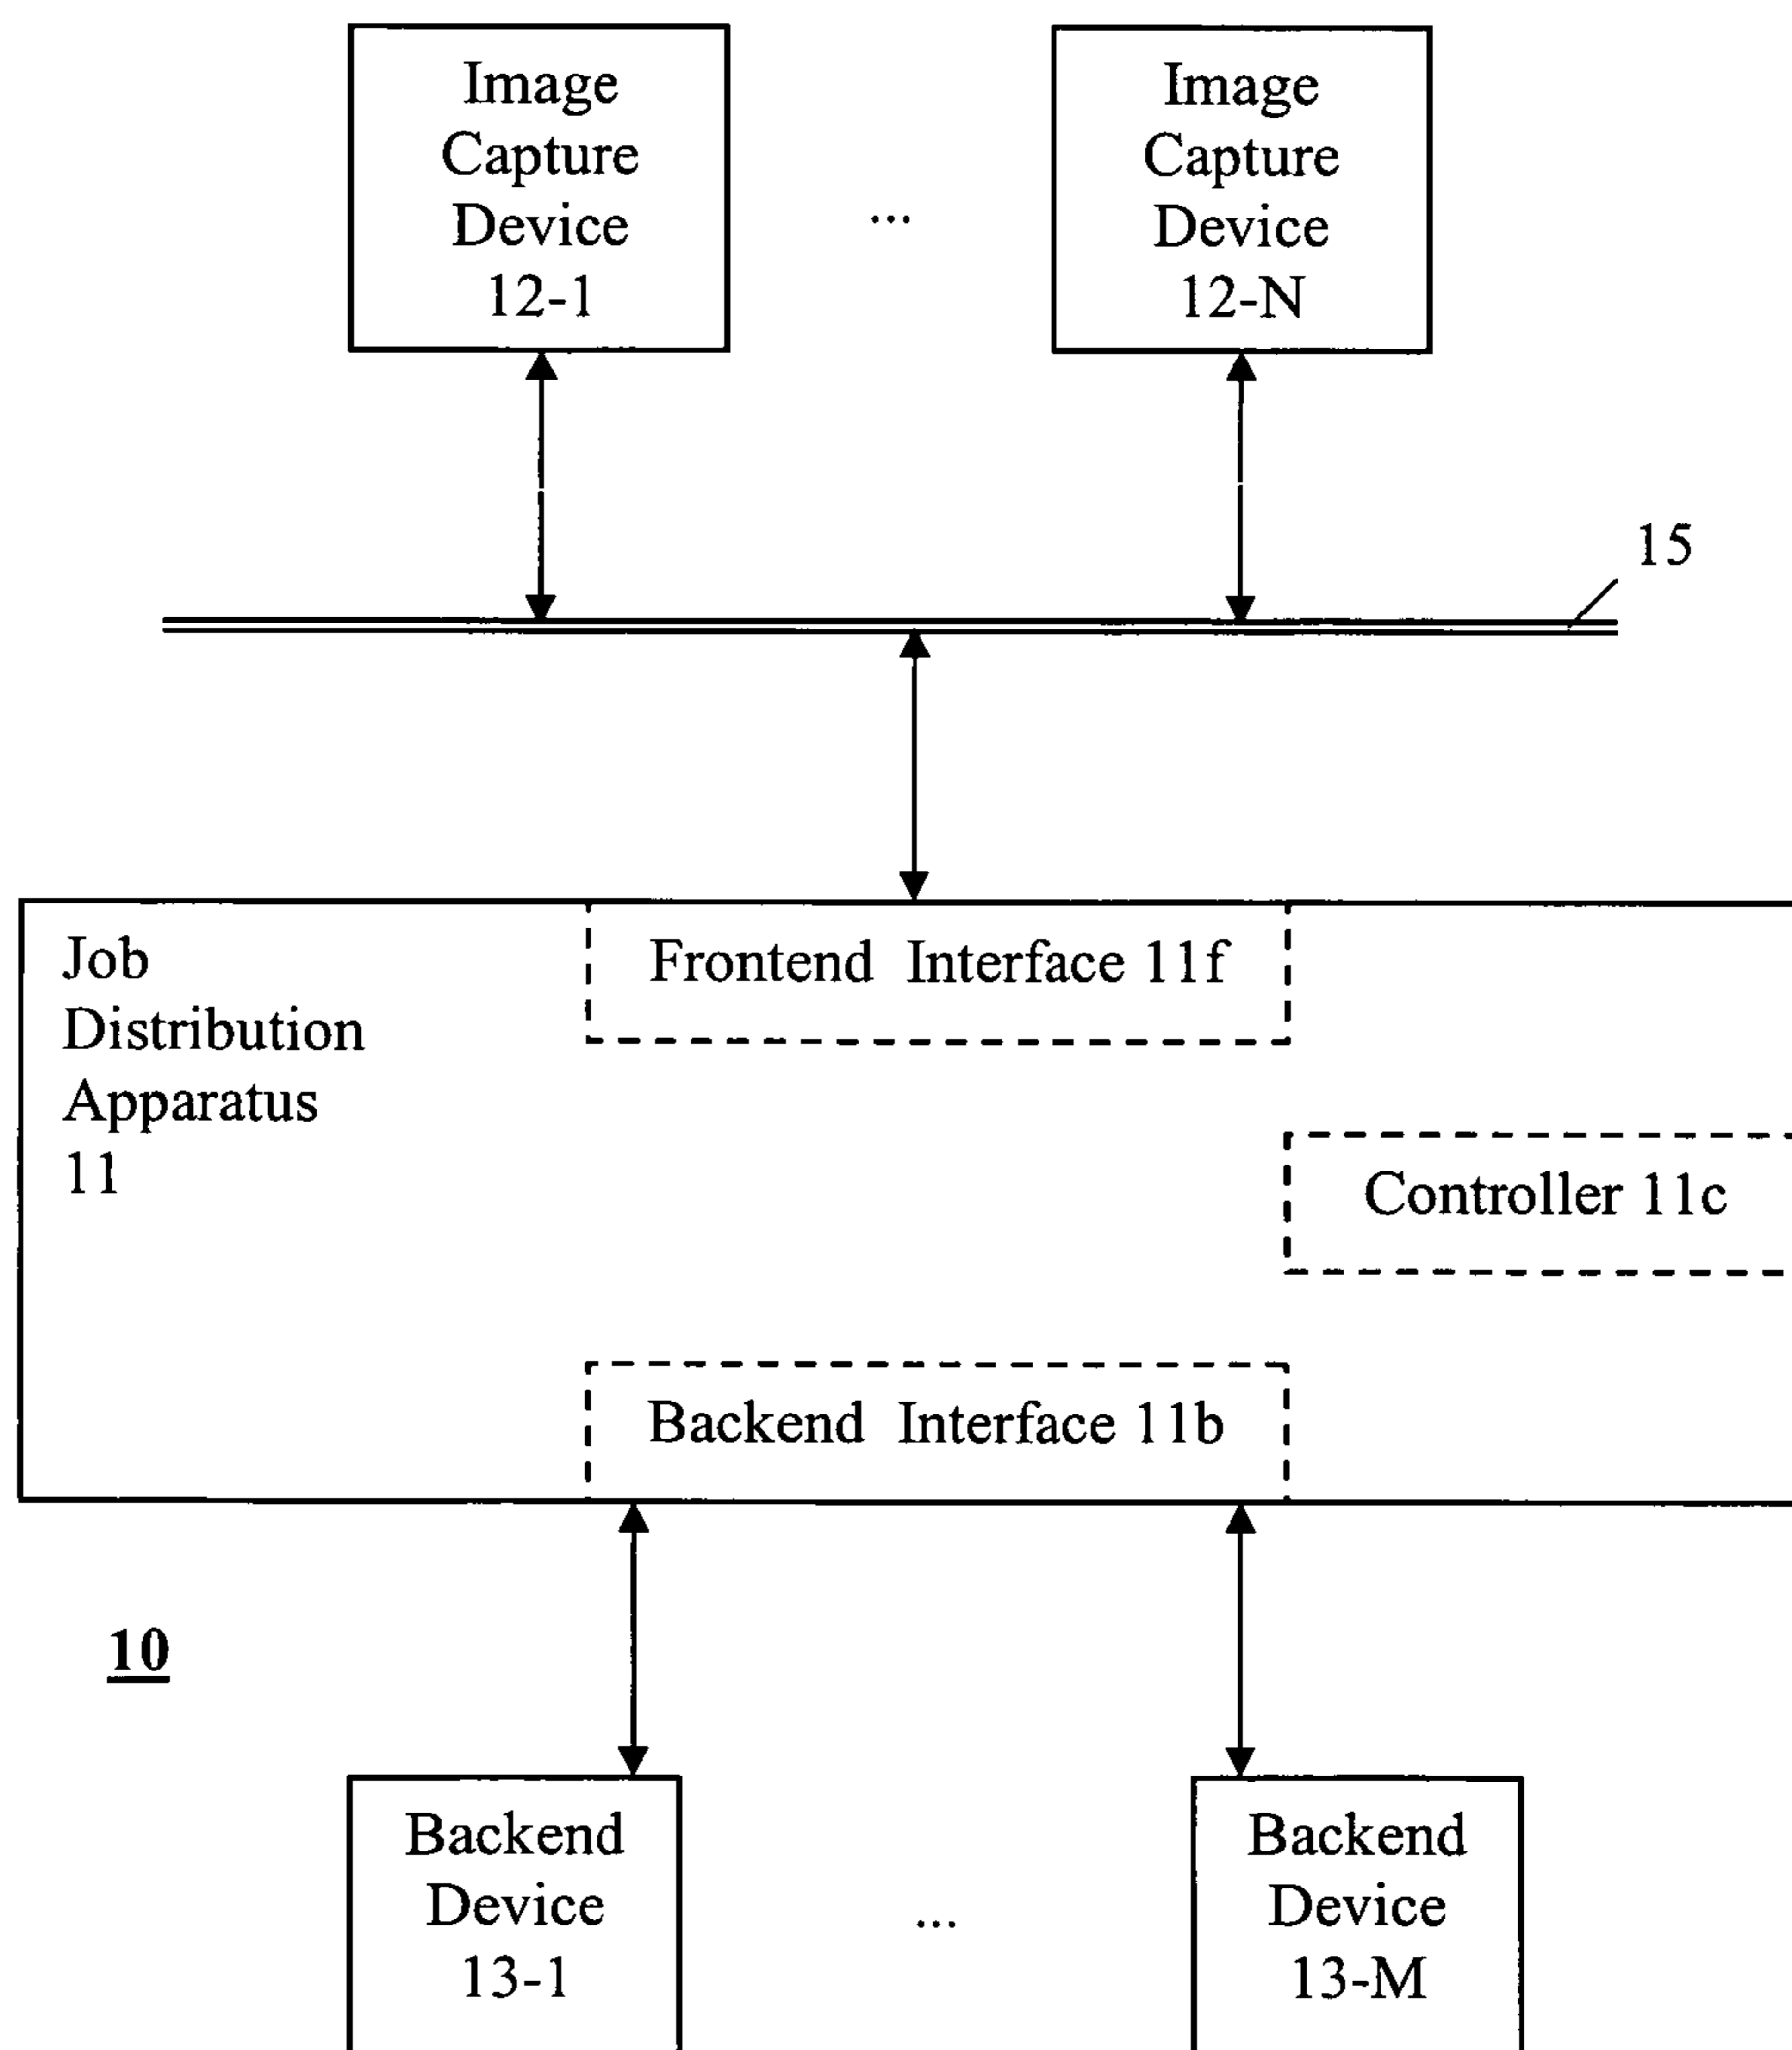 Image
Capture
Device
12-1
...
Image
Capture
Device
12-N
15
Job
Distribution
Apparatus
11
Frontend Interface 11f
Controller 11c
Backend Interface 11b
10
Backend
Device
13-1
...
Backend
Device
13-M